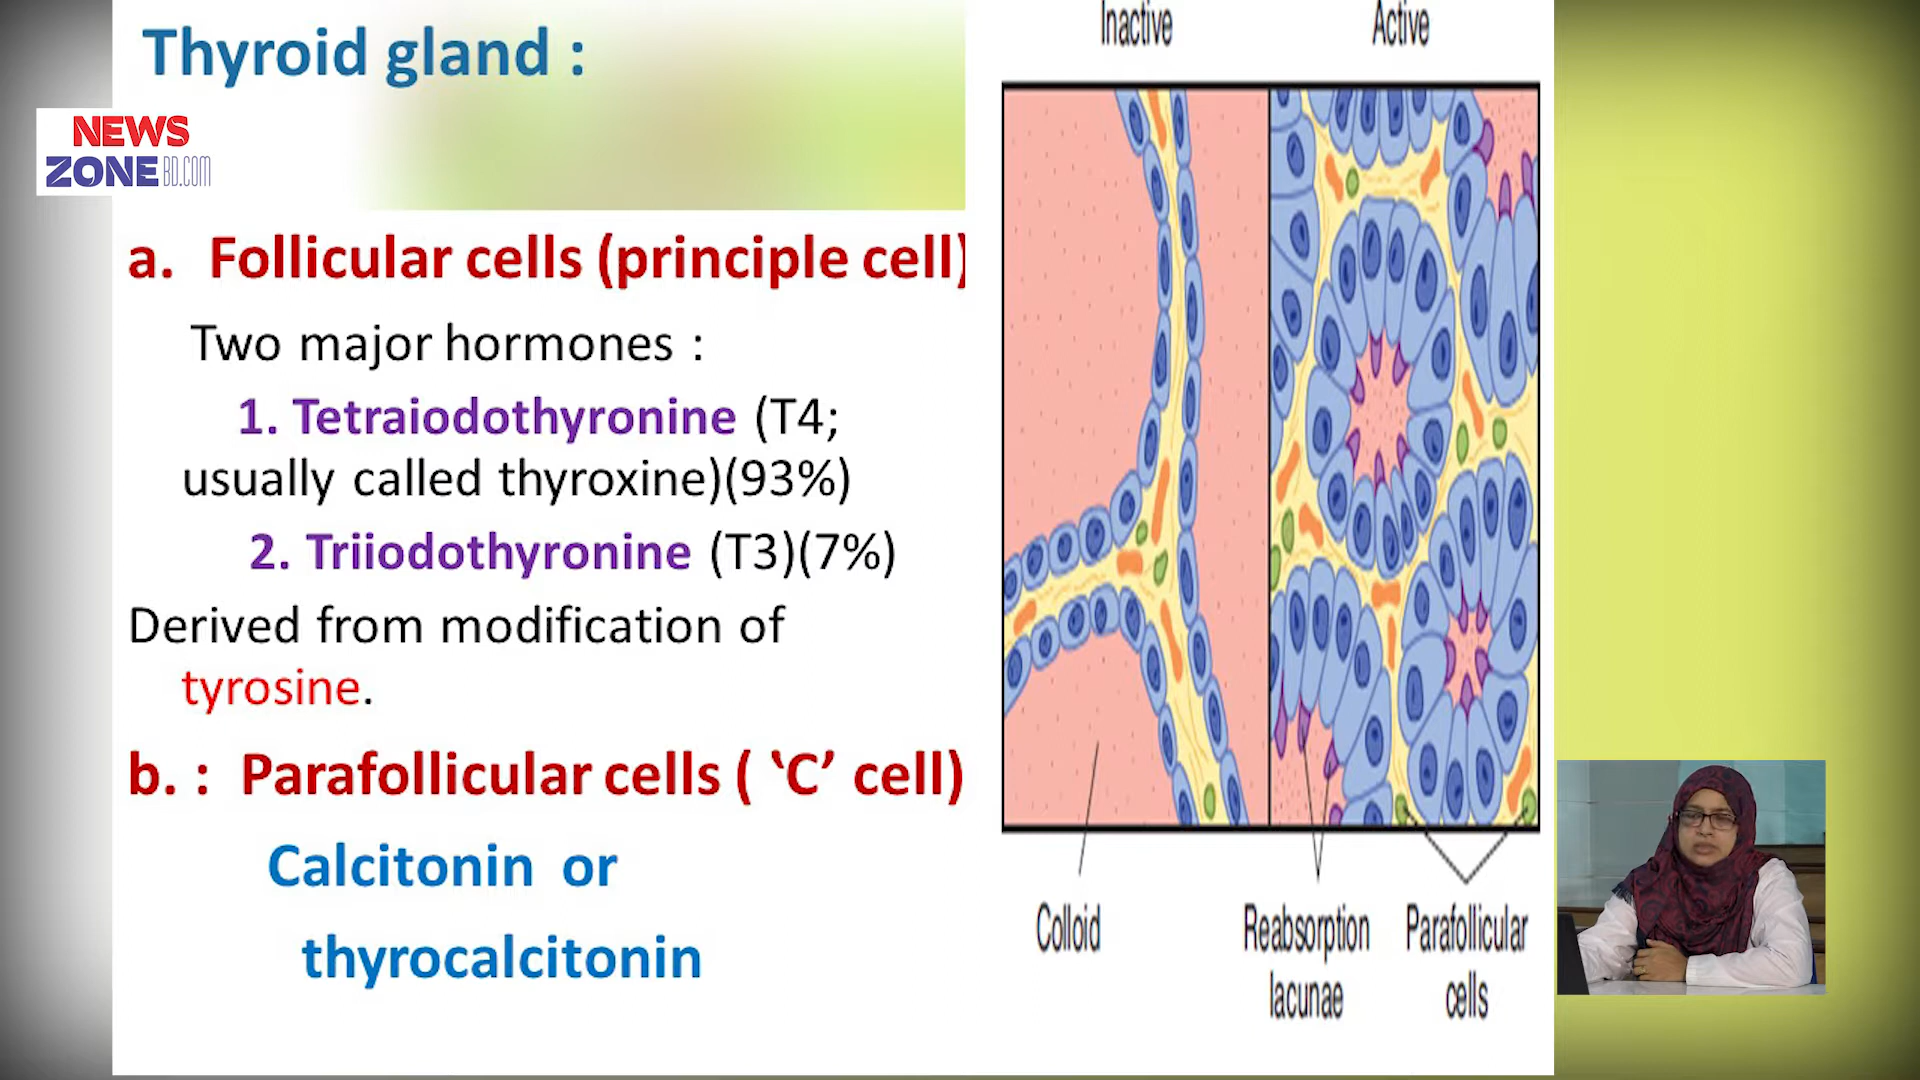 Thyroid gland :
NEWS
ZONE BD.COM
a. Follicular cells (principle cell)
Two major hormones :
1. Tetraiodothyronine (T4;
usually called thyroxine)(93%)
2. Triiodothyronine (T3)(7%)
Derived from modification of
tyrosine.
b. : Parafollicular cells ( ‘C’ cell)
Calcitonin or
thyrocalcitonin
Inactive
Active
Colloid
Reabsorption
lacunae
Parafollicular
cells